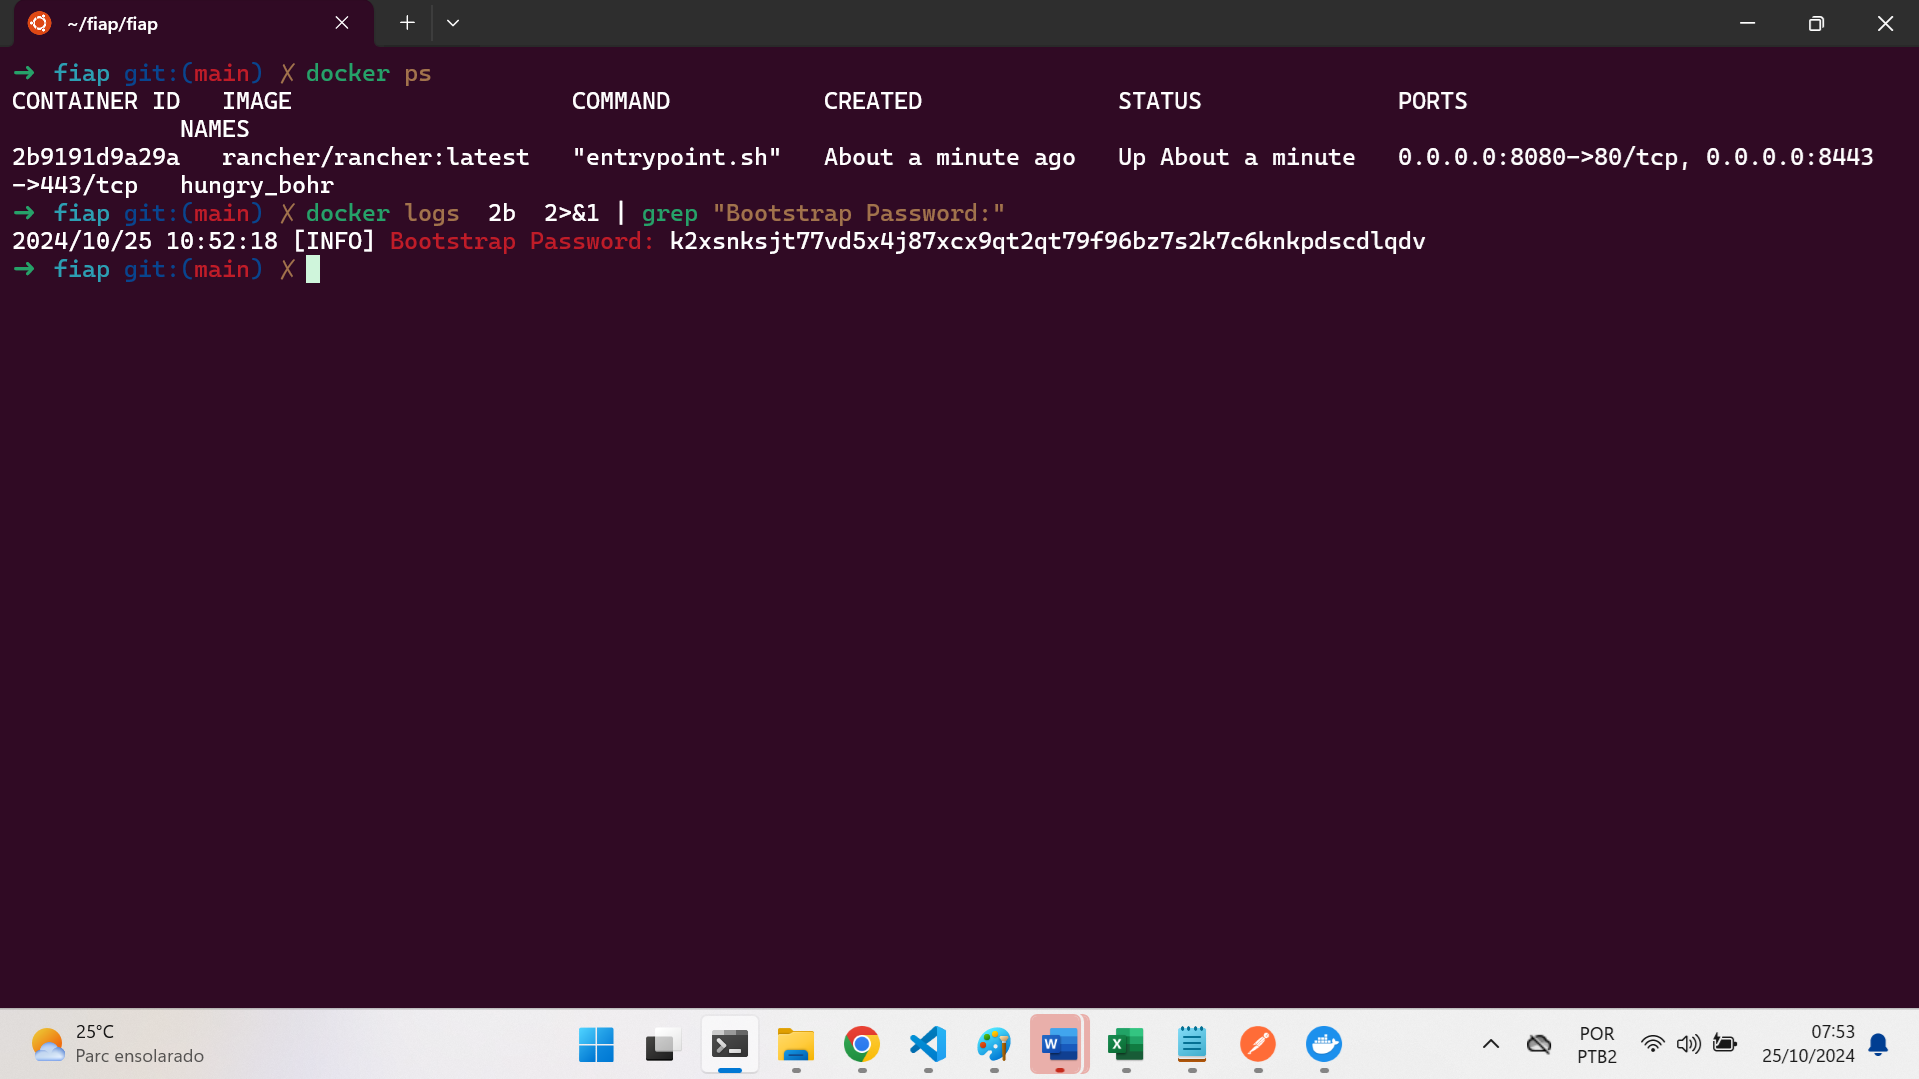 ~/fiap/fiap
➜ fiap git:(main) ✗ docker ps
CONTAINER ID IMAGE COMMAND CREATED STATUS PORTS
NAMES
2b9191d9a29a rancher/rancher:latest "entrypoint.sh" About a minute ago Up About a minute 0.0.0.0:8080->80/tcp, 0.0.0.0:8443
->443/tcp hungry_bohr
➜ fiap git:(main) ✗ docker logs 2b 2>&1 | grep "Bootstrap Password:"
2024/10/25 10:52:18 [INFO] Bootstrap Password: k2xsnksjt77vd5x4j87xcx9qt2qt79f96bz7s2k7c6knkpdscdlqdv
➜ fiap git:(main) ✗
25°C
Parc ensolarado
POR
PTB2
07:53
25/10/2024